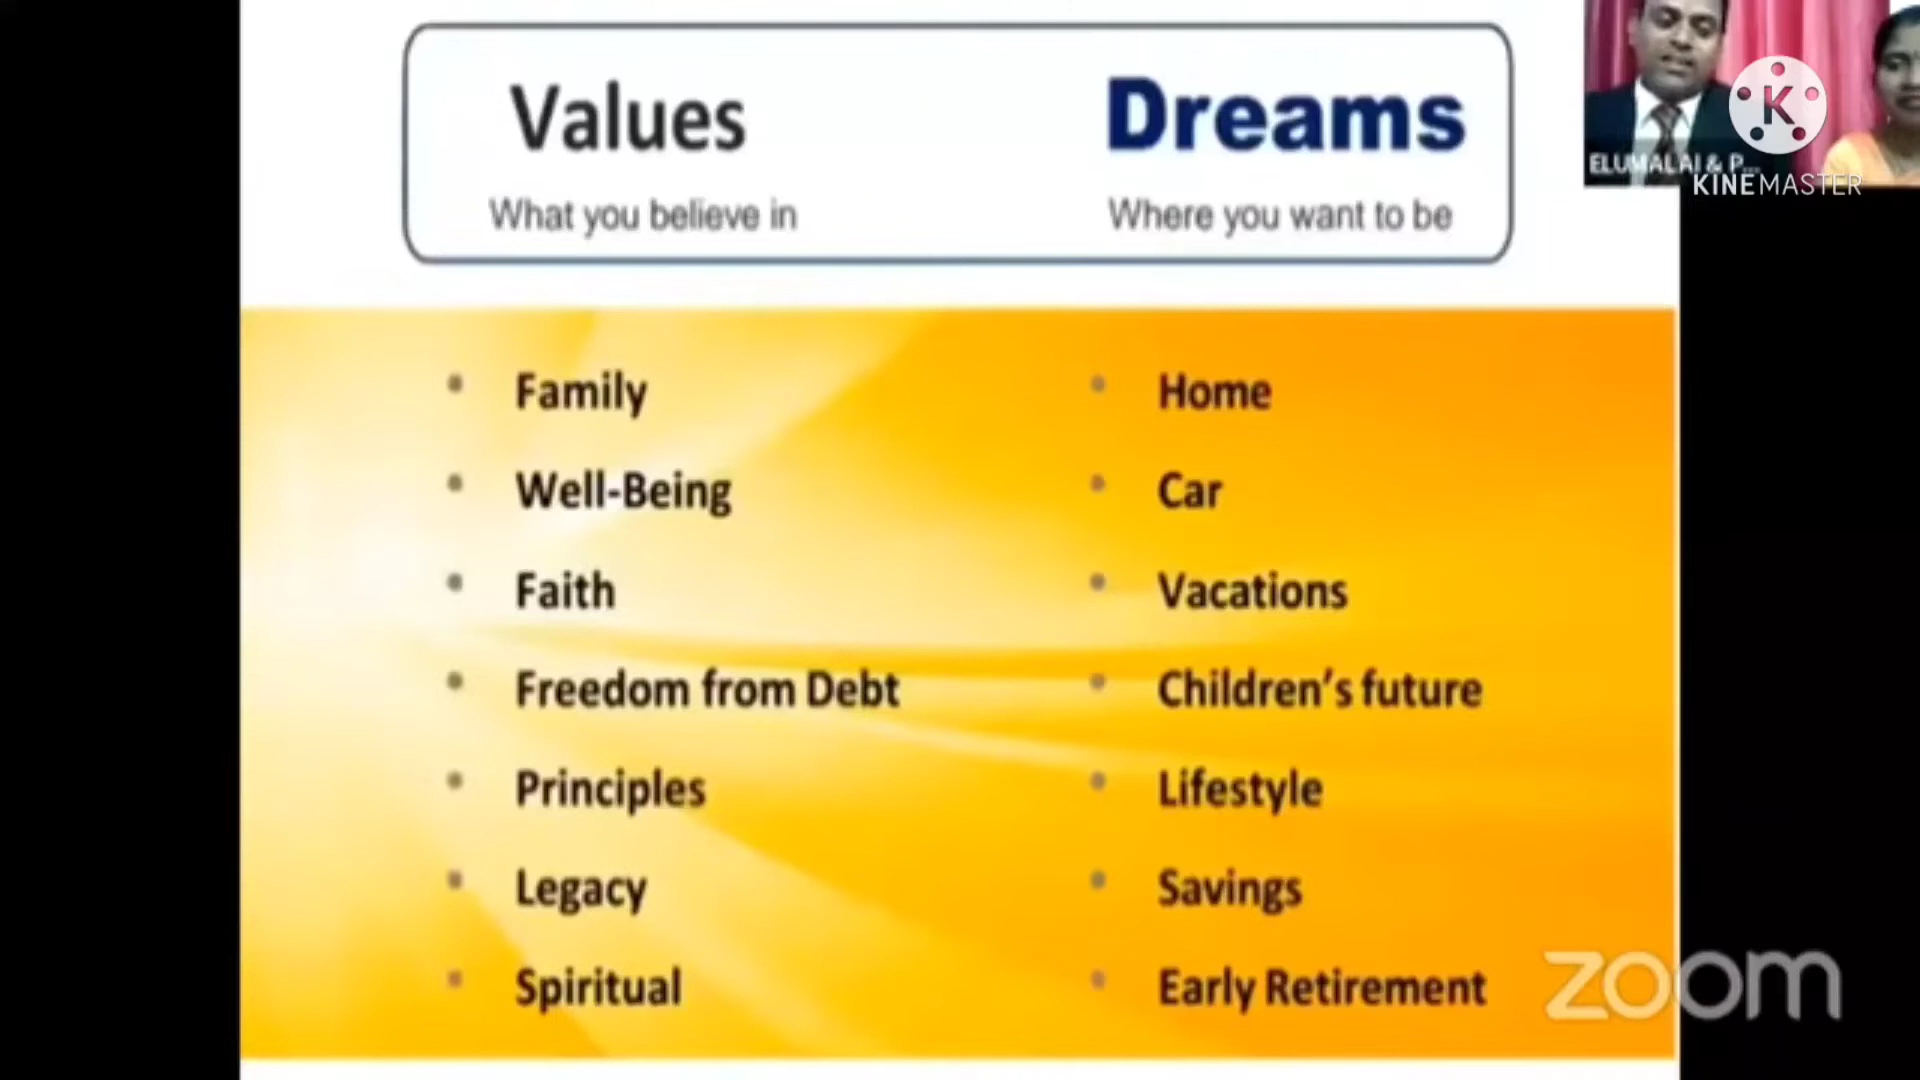 Values
What you believe in
Dreams
Where you want to be
ELUMALAI & P...
K
KINEMASTER
• Family
• Well-Being
• Faith
• Freedom from Debt
• Principles
• Legacy
• Spiritual
• Home
• Car
• Vacations
• Children's future
• Lifestyle
• Savings
• Early Retirement
zoom